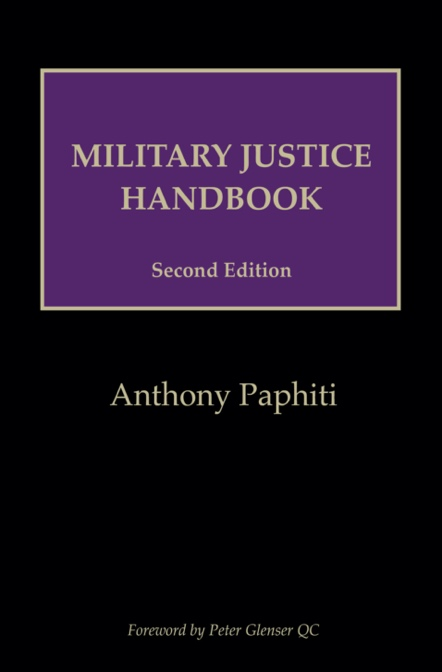 MILITARY JUSTICE
HANDBOOK
Second Edition
Anthony Paphiti
Foreword by Peter Glenser QC